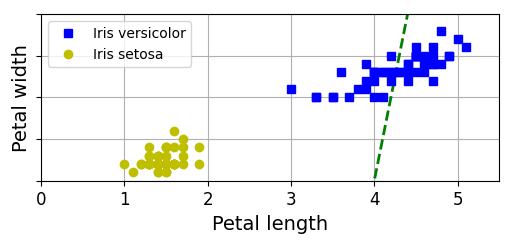 Iris versicolor
Iris setosa
Petal width
0 1 2 3 4 5
Petal length